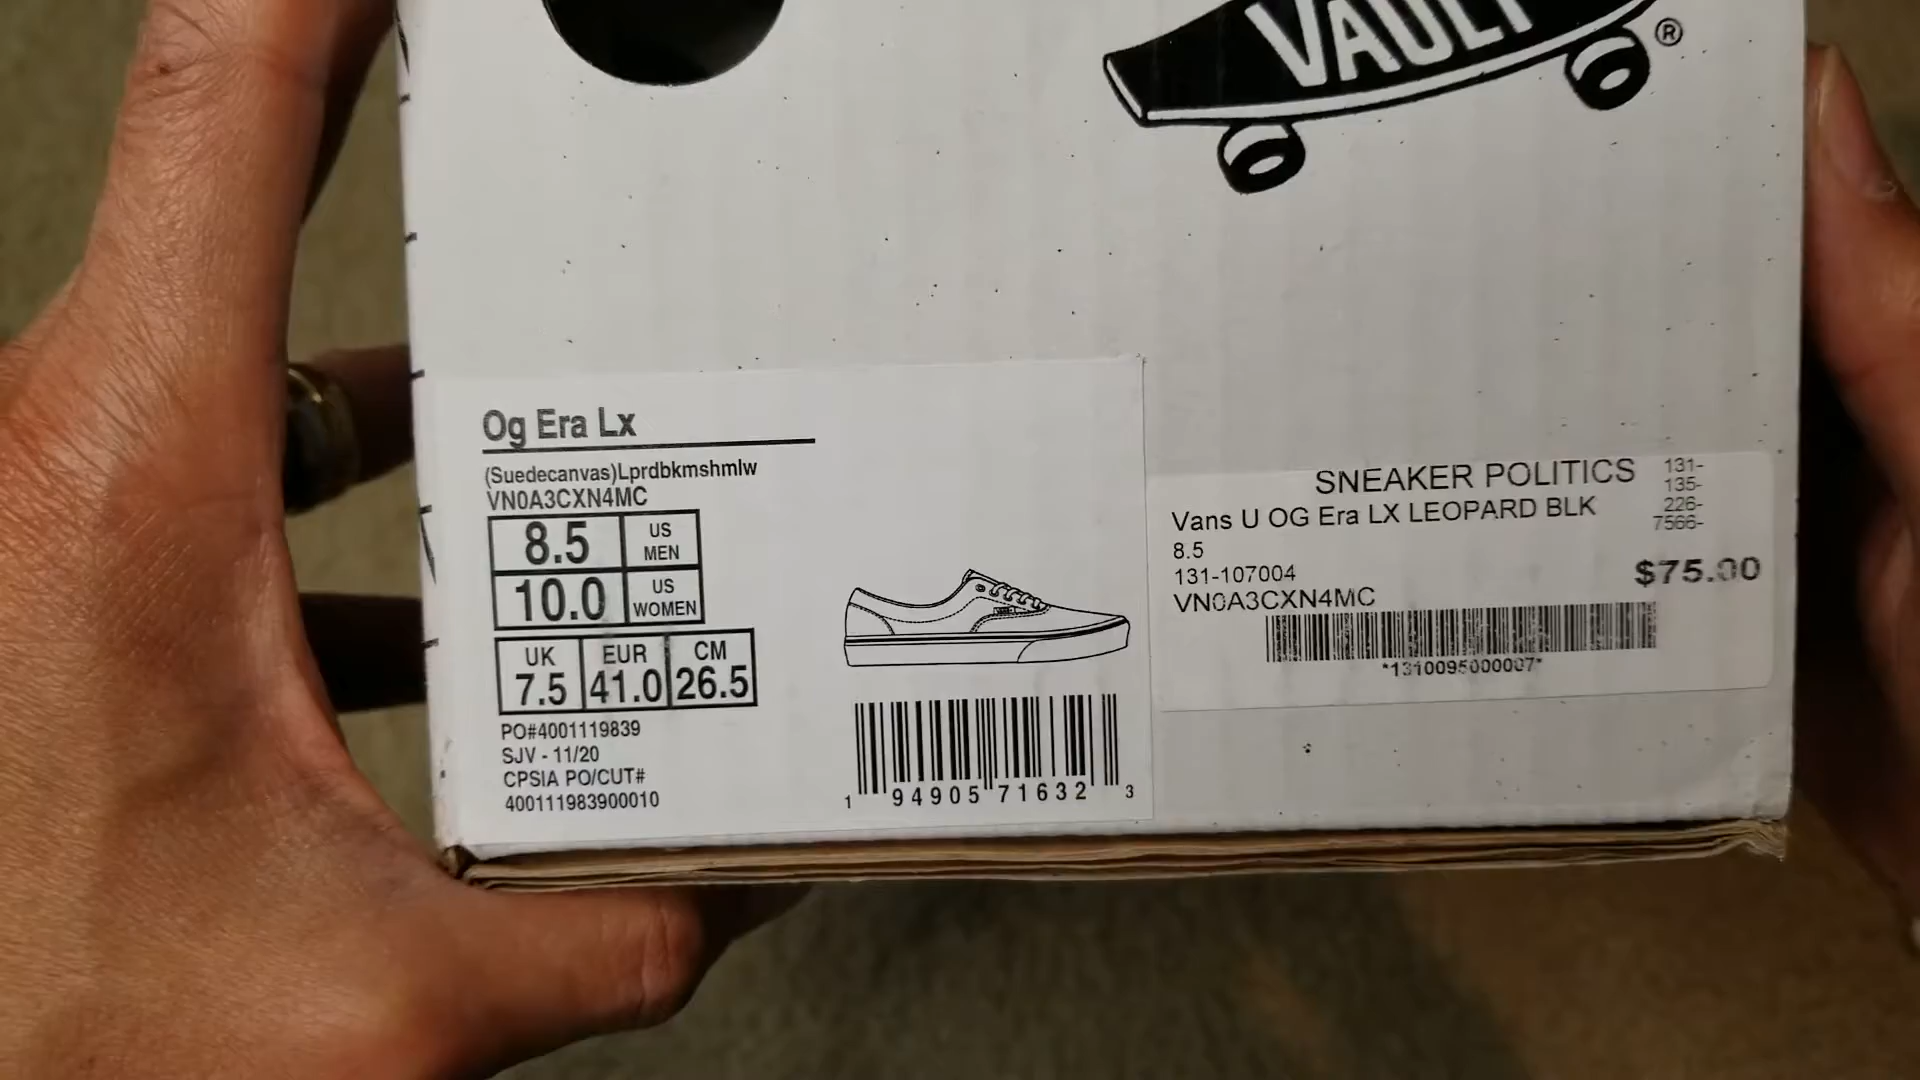 VAULT
®
Og Era Lx
(Suedecanvas)Lprdbkmshmlw
VN0A3CXN4MC
8.5 US MEN
10.0 US WOMEN
UK EUR CM
7.5 41.0 26.5
PO#4001119839
SJV - 11/20
CPSIA PO/CUT#
400111983900010
1 94905 71632 3
SNEAKER POLITICS
131-
135-
226-
7566-
Vans U OG Era LX LEOPARD BLK
8.5
131-107004
$75.00
VN0A3CXN4MC
*1310095000007*